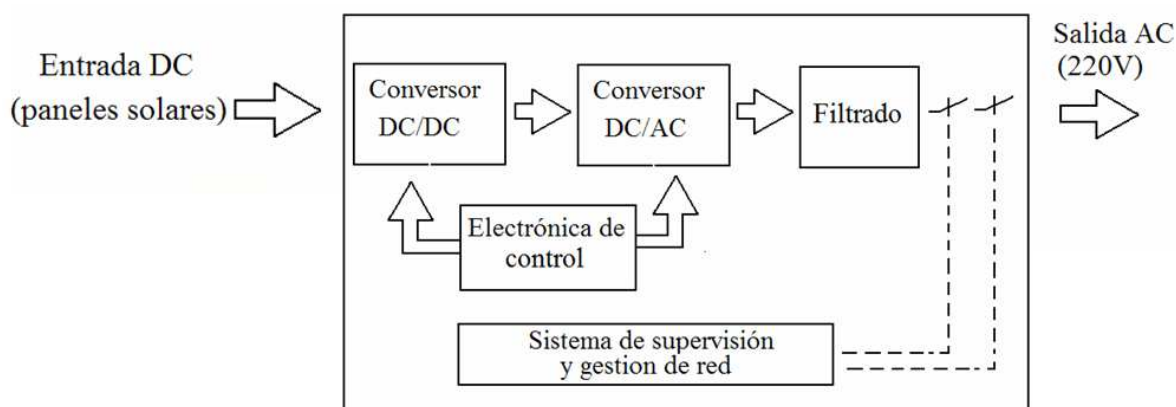 Entrada DC
(paneles solares)
Conversor
DC/DC
Conversor
DC/AC
Filtrado
Salida AC
(220V)
Electrónica de
control
Sistema de supervisión
y gestion de red